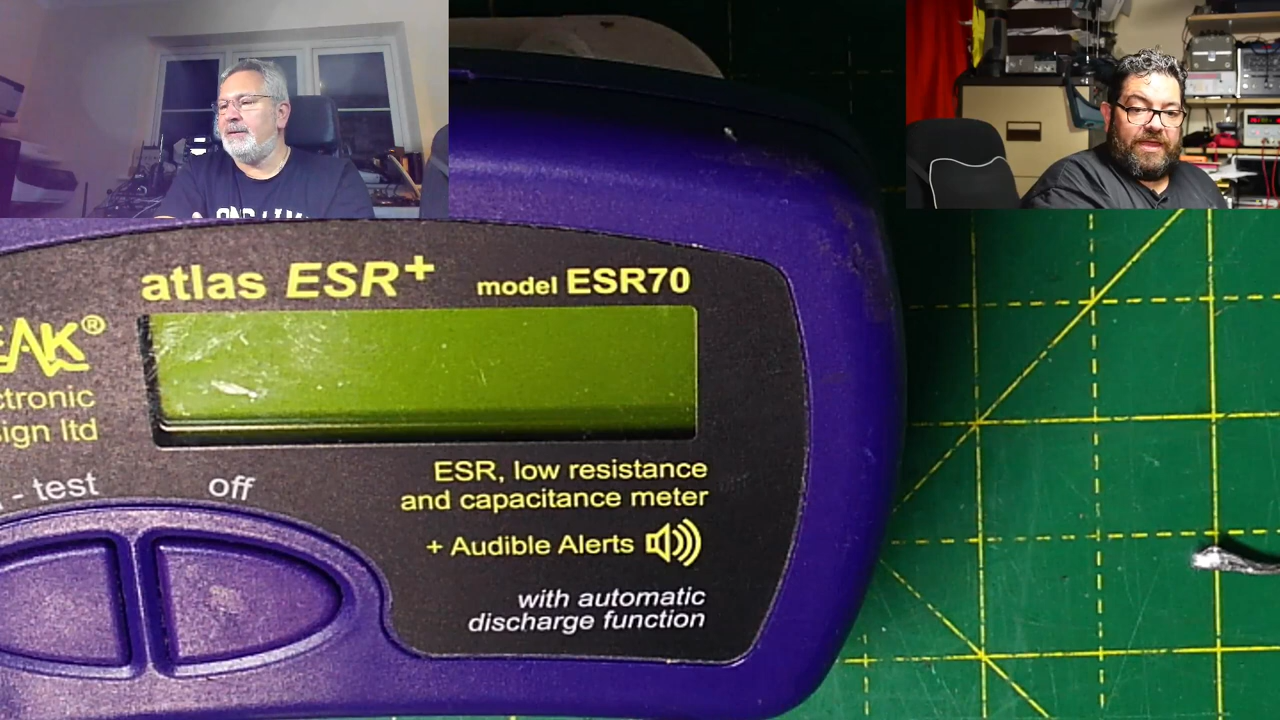 atlas ESR+ model ESR70
EAK®
ctronic
sign ltd
- test off
ESR, low resistance
and capacitance meter
+ Audible Alerts
with automatic
discharge function